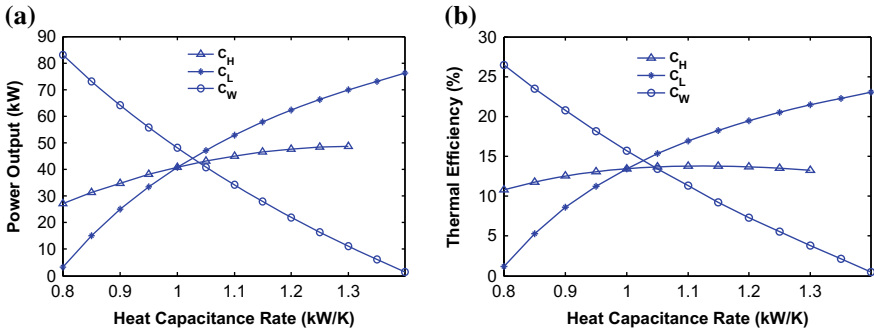 (a)
Power Output (kW)
90
80
70
60
50
40
30
20
10
0
0.8
0.9
1
1.1
1.2
1.3
C_H
C_L
C_W
Heat Capacitance Rate (kW/K)
(b)
Thermal Efficiency (%)
30
25
20
15
10
5
0
0.8
0.9
1
1.1
1.2
1.3
C_H
C_L
C_W
Heat Capacitance Rate (kW/K)